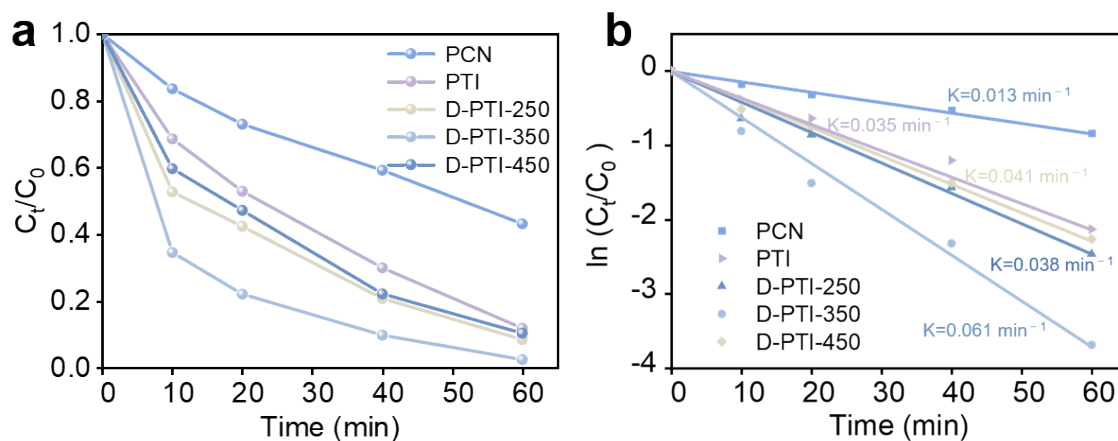 a
1.0
0.8
0.6
0.4
0.2
0.0
Cₜ/C₀
0
10
20
30
40
50
60
Time (min)
PCN
PTI
D-PTI-250
D-PTI-350
D-PTI-450
b
0
-1
-2
-3
-4
ln (Cₜ/C₀ )
0
10
20
30
40
50
60
Time (min)
K=0.013 min⁻¹
K=0.035 min⁻¹
K=0.041 min⁻¹
K=0.038 min⁻¹
K=0.061 min⁻¹
PCN
PTI
D-PTI-250
D-PTI-350
D-PTI-450